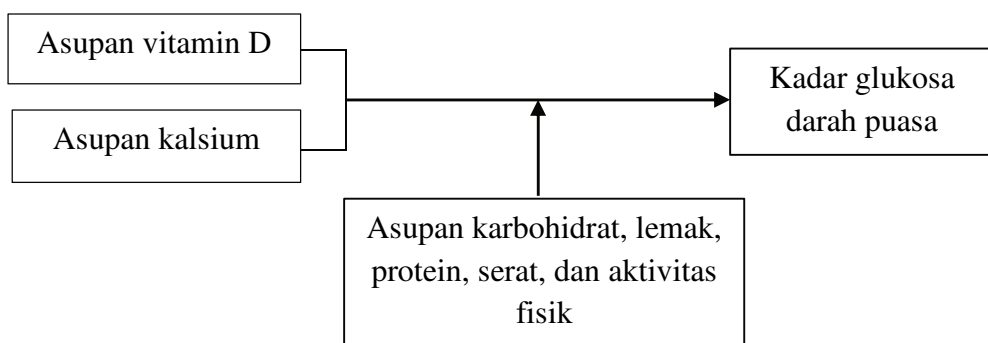 Asupan vitamin D
Asupan kalsium
Kadar glukosa
darah puasa
Asupan karbohidrat, lemak,
protein, serat, dan aktivitas
fisik